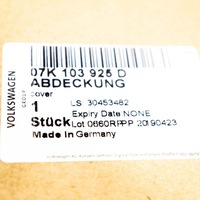 VOLKSWAGEN
GROUP
07K 103 925 D
ABDECKUNG
cover
1
Stück
LS 30453482
Expiry Date NONE
Lot 0660RPPP 20190423
Made In Germany